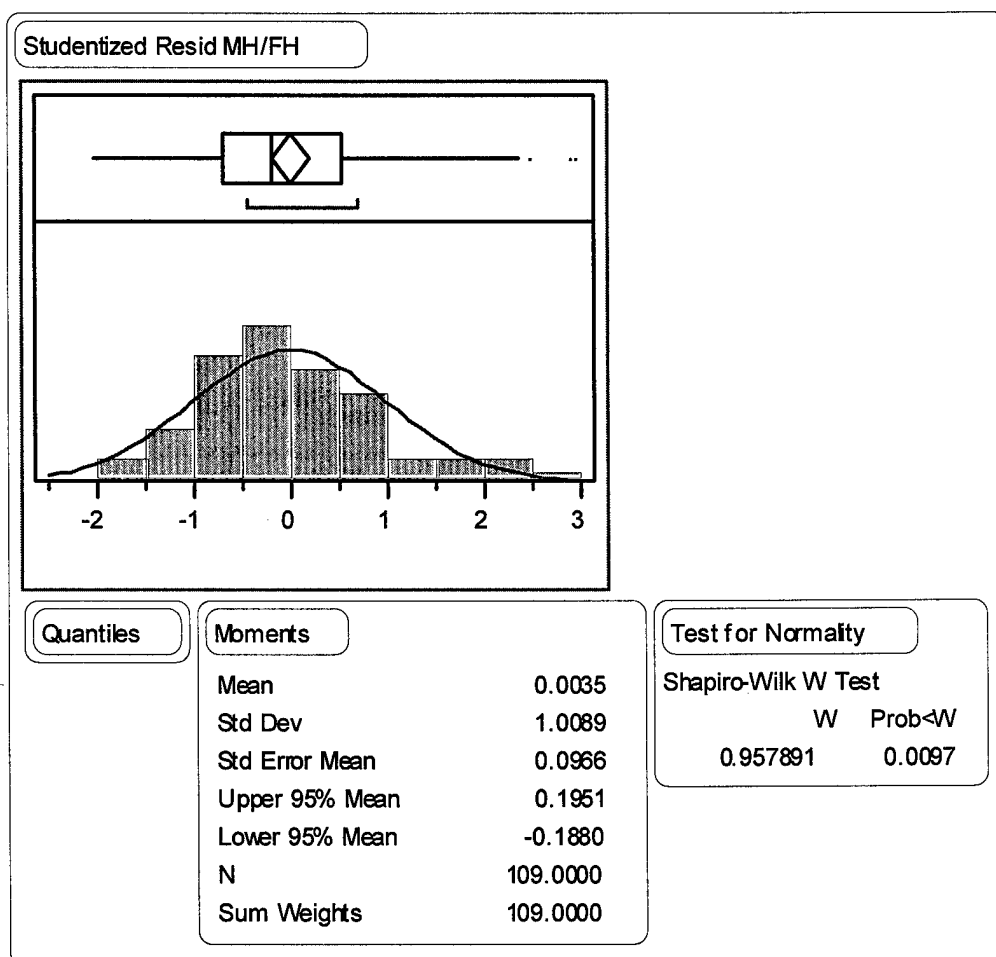 Studentized Resid MH/FH
-2 -1 0 1 2 3
Quantiles
Moments
Mean 0.0035
Std Dev 1.0089
Std Error Mean 0.0966
Upper 95% Mean 0.1951
Lower 95% Mean -0.1880
N 109.0000
Sum Weights 109.0000
Test for Normality
Shapiro-Wilk W Test
W Prob<W
0.957891 0.0097